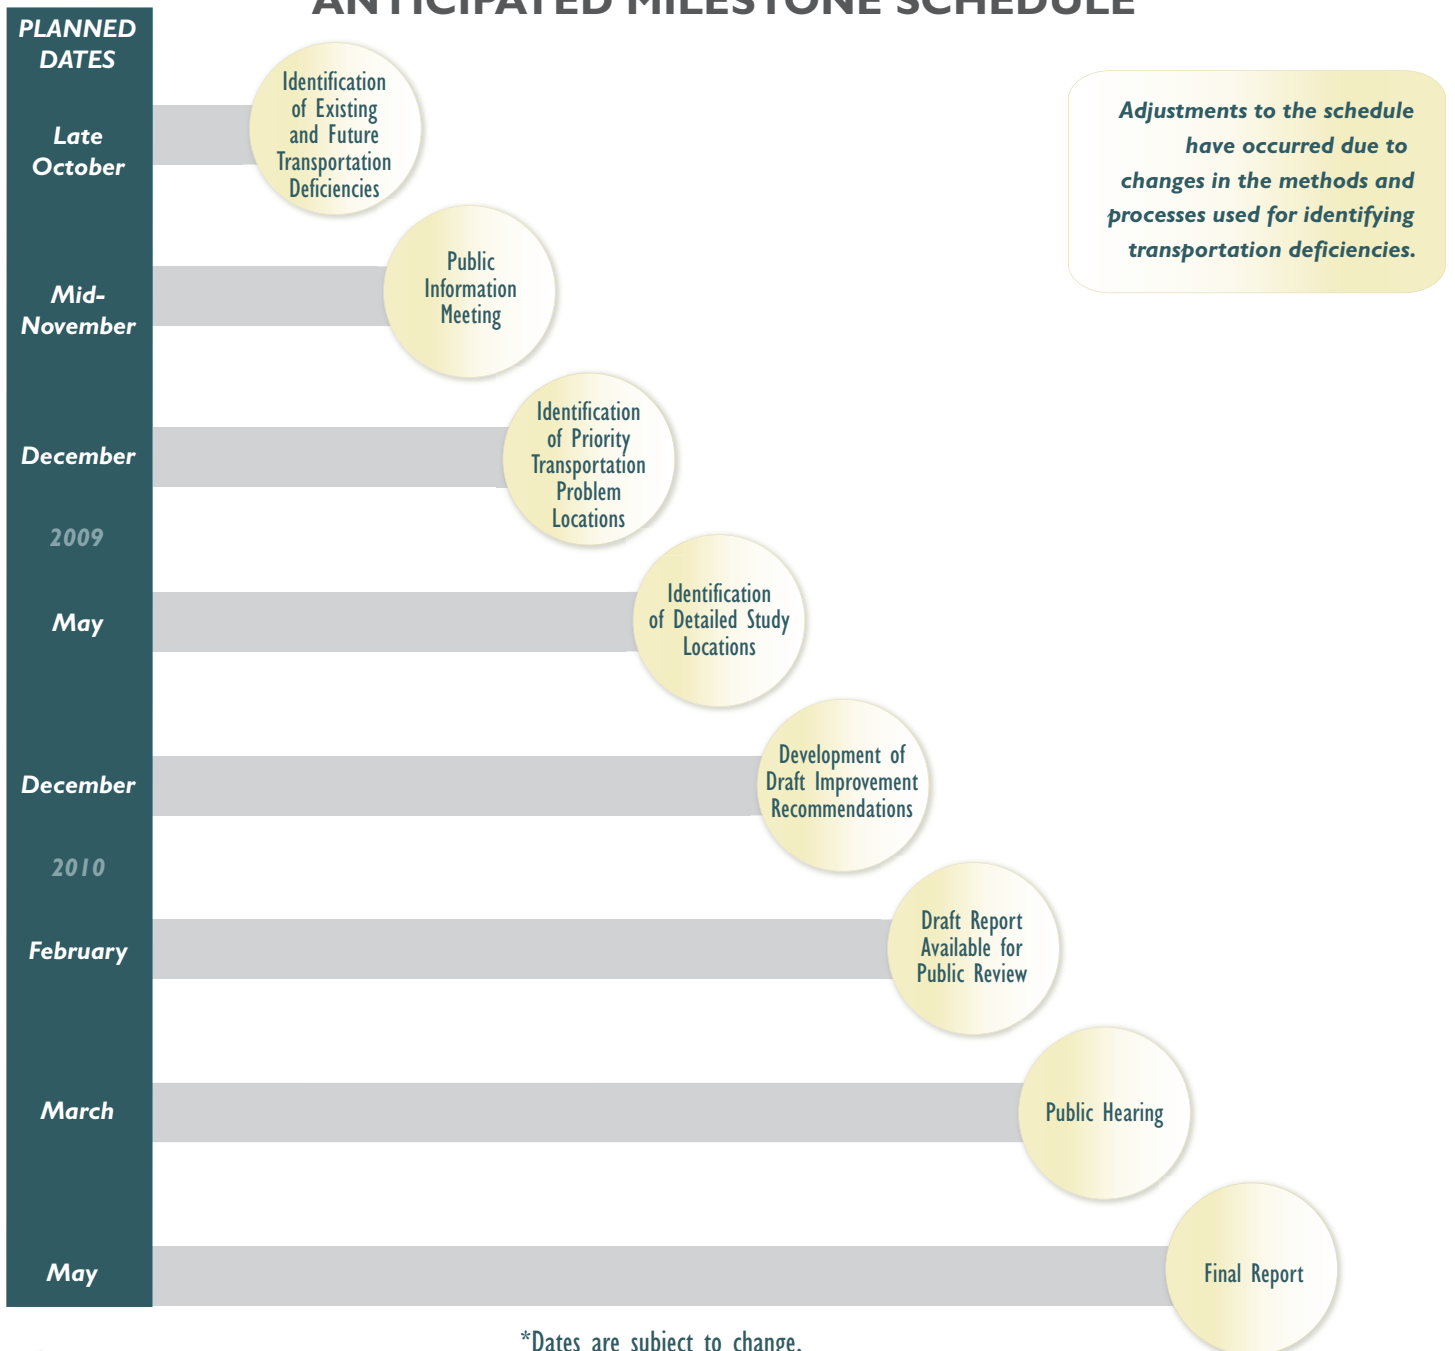 ANTICIPATED MILESTONE SCHEDULE
PLANNED
DATES
Late
October
Identification
of Existing
and Future
Transportation
Deficiencies
Adjustments to the schedule
have occurred due to
changes in the methods and
processes used for identifying
transportation deficiencies.
Mid-
November
Public
Information
Meeting
December
Identification
of Priority
Transportation
Problem
Locations
2009
May
Identification
of Detailed Study
Locations
December
Development of
Draft Improvement
Recommendations
2010
February
Draft Report
Available for
Public Review
March
Public Hearing
May
Final Report
*Dates are subject to change.